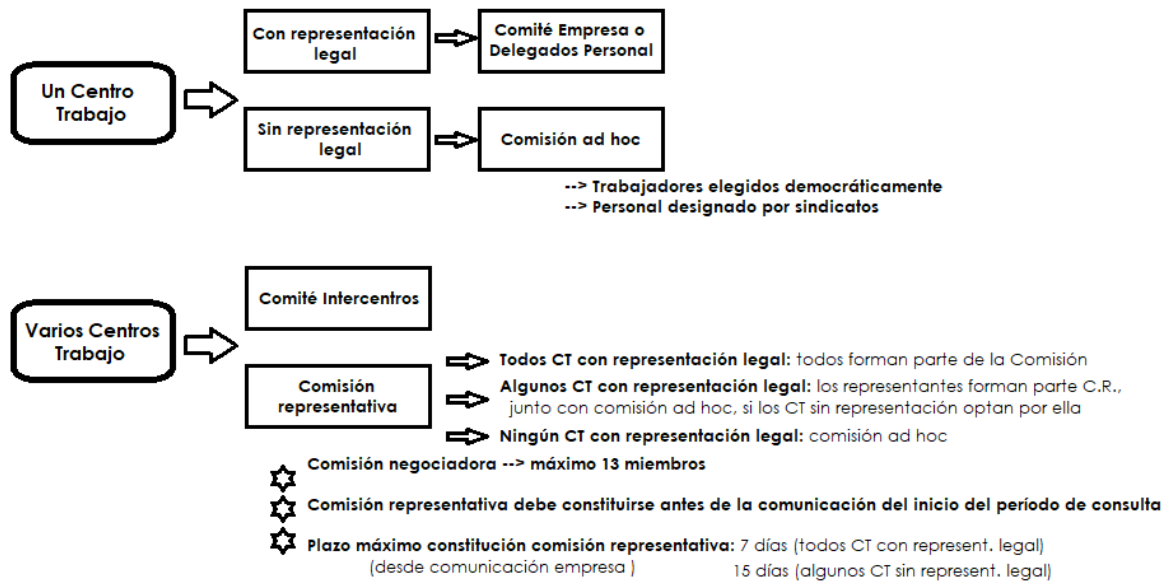 Con representación
legal
Comité Empresa o
Delegados Personal
Un Centro
Trabajo
Sin representación
legal
Comisión ad hoc
--> Trabajadores elegidos democráticamente
--> Personal designado por sindicatos
Comité Intercentros
Varios Centros
Trabajo
Comisión
representativa
Todos CT con representación legal: todos forman parte de la Comisión
Algunos CT con representación legal: los representantes forman parte C.R.,
junto con comisión ad hoc, si los CT sin representación optan por ella
Ningún CT con representación legal: comisión ad hoc
Comisión negociadora --> máximo 13 miembros
Comisión representativa debe constituirse antes de la comunicación del inicio del período de consulta
Plazo máximo constitución comisión representativa: 7 días (todos CT con represent. legal)
(desde comunicación empresa ) 15 días (algunos CT sin represent. legal)